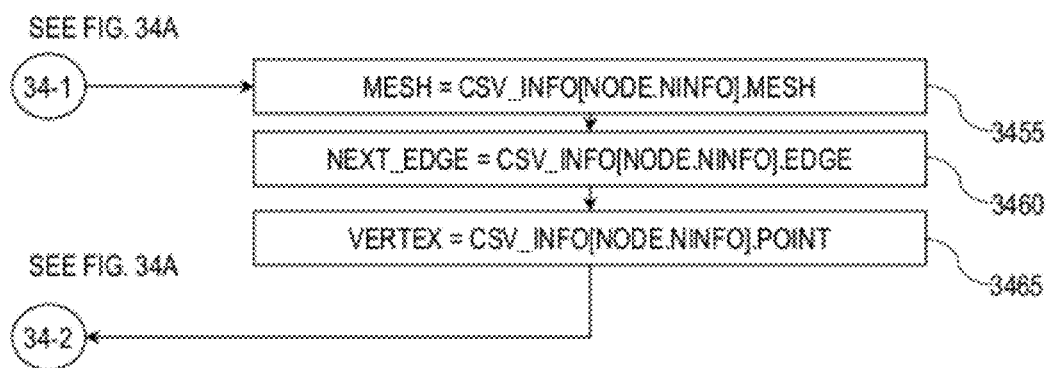 SEE FIG. 34A
34-1
MESH = CSV_INFO[NODE.NINFO].MESH
3455
NEXT_EDGE = CSV_INFO[NODE.NINFO].EDGE
3460
VERTEX = CSV_INFO[NODE.NINFO].POINT
3465
SEE FIG. 34A
34-2